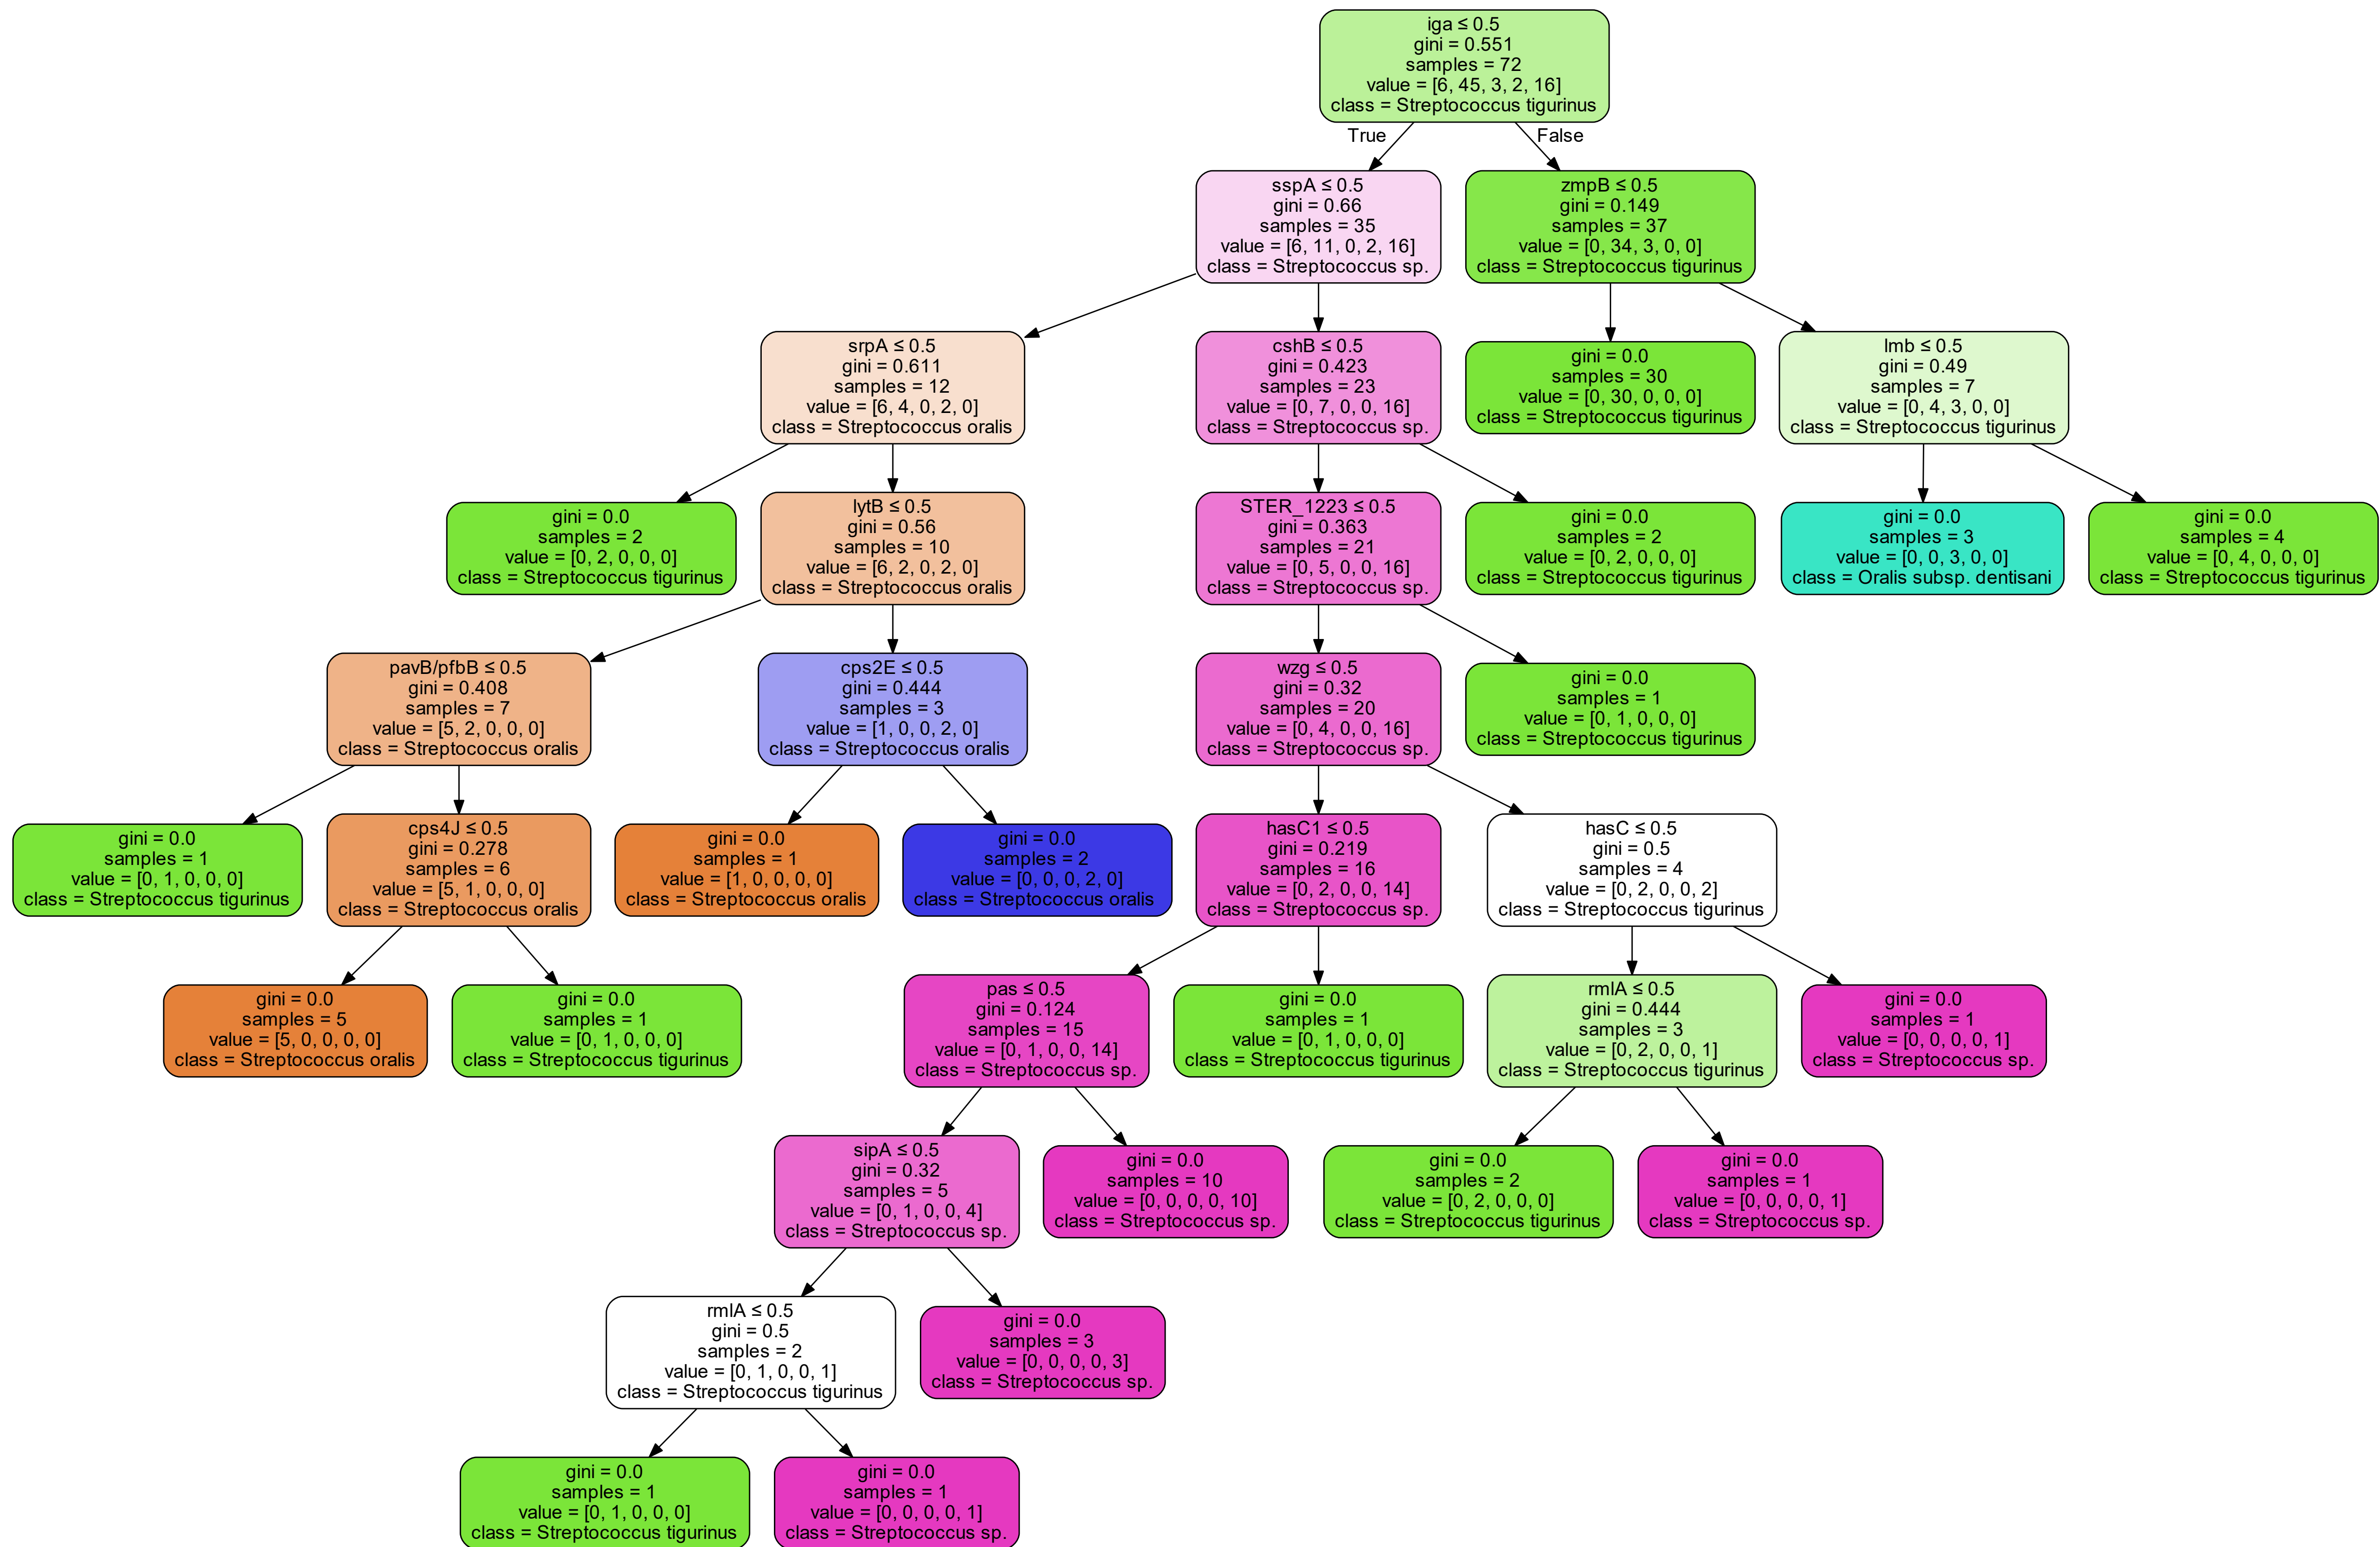 iga ≤ 0.5
gini = 0.551
samples = 72
value = [6, 45, 3, 2, 16]
class = Streptococcus tigurinus
True
False
sspA ≤ 0.5
gini = 0.66
samples = 35
value = [6, 11, 0, 2, 16]
class = Streptococcus sp.
zmpB ≤ 0.5
gini = 0.149
samples = 37
value = [0, 34, 3, 0, 0]
class = Streptococcus tigurinus
srpA ≤ 0.5
gini = 0.611
samples = 12
value = [6, 4, 0, 2, 0]
class = Streptococcus oralis
cshB ≤ 0.5
gini = 0.423
samples = 23
value = [0, 7, 0, 0, 16]
class = Streptococcus sp.
gini = 0.0
samples = 30
value = [0, 30, 0, 0, 0]
class = Streptococcus tigurinus
lmb ≤ 0.5
gini = 0.49
samples = 7
value = [0, 4, 3, 0, 0]
class = Streptococcus tigurinus
gini = 0.0
samples = 2
value = [0, 2, 0, 0, 0]
class = Streptococcus tigurinus
lytB ≤ 0.5
gini = 0.56
samples = 10
value = [6, 2, 0, 2, 0]
class = Streptococcus oralis
STER_1223 ≤ 0.5
gini = 0.363
samples = 21
value = [0, 5, 0, 0, 16]
class = Streptococcus sp.
gini = 0.0
samples = 2
value = [0, 2, 0, 0, 0]
class = Streptococcus tigurinus
gini = 0.0
samples = 3
value = [0, 0, 3, 0, 0]
class = Oralis subsp. dentisani
gini = 0.0
samples = 4
value = [0, 4, 0, 0, 0]
class = Streptococcus tigurinus
pavB/pfbB ≤ 0.5
gini = 0.408
samples = 7
value = [5, 2, 0, 0, 0]
class = Streptococcus oralis
cps2E ≤ 0.5
gini = 0.444
samples = 3
value = [1, 0, 0, 2, 0]
class = Streptococcus oralis
wzg ≤ 0.5
gini = 0.32
samples = 20
value = [0, 4, 0, 0, 16]
class = Streptococcus sp.
gini = 0.0
samples = 1
value = [0, 1, 0, 0, 0]
class = Streptococcus tigurinus
gini = 0.0
samples = 1
value = [0, 1, 0, 0, 0]
class = Streptococcus tigurinus
cps4J ≤ 0.5
gini = 0.278
samples = 6
value = [5, 1, 0, 0, 0]
class = Streptococcus oralis
gini = 0.0
samples = 1
value = [1, 0, 0, 0, 0]
class = Streptococcus oralis
gini = 0.0
samples = 2
value = [0, 0, 0, 2, 0]
class = Streptococcus oralis
hasC1 ≤ 0.5
gini = 0.219
samples = 16
value = [0, 2, 0, 0, 14]
class = Streptococcus sp.
hasC ≤ 0.5
gini = 0.5
samples = 4
value = [0, 2, 0, 0, 2]
class = Streptococcus tigurinus
gini = 0.0
samples = 5
value = [5, 0, 0, 0, 0]
class = Streptococcus oralis
gini = 0.0
samples = 1
value = [0, 1, 0, 0, 0]
class = Streptococcus tigurinus
pas ≤ 0.5
gini = 0.124
samples = 15
value = [0, 1, 0, 0, 14]
class = Streptococcus sp.
gini = 0.0
samples = 1
value = [0, 1, 0, 0, 0]
class = Streptococcus tigurinus
rmlA ≤ 0.5
gini = 0.444
samples = 3
value = [0, 2, 0, 0, 1]
class = Streptococcus tigurinus
gini = 0.0
samples = 1
value = [0, 0, 0, 0, 1]
class = Streptococcus sp.
sipA ≤ 0.5
gini = 0.32
samples = 5
value = [0, 1, 0, 0, 4]
class = Streptococcus sp.
gini = 0.0
samples = 10
value = [0, 0, 0, 0, 10]
class = Streptococcus sp.
gini = 0.0
samples = 2
value = [0, 2, 0, 0, 0]
class = Streptococcus tigurinus
gini = 0.0
samples = 1
value = [0, 0, 0, 0, 1]
class = Streptococcus sp.
rmlA ≤ 0.5
gini = 0.5
samples = 2
value = [0, 1, 0, 0, 1]
class = Streptococcus tigurinus
gini = 0.0
samples = 3
value = [0, 0, 0, 0, 3]
class = Streptococcus sp.
gini = 0.0
samples = 1
value = [0, 1, 0, 0, 0]
class = Streptococcus tigurinus
gini = 0.0
samples = 1
value = [0, 0, 0, 0, 1]
class = Streptococcus sp.